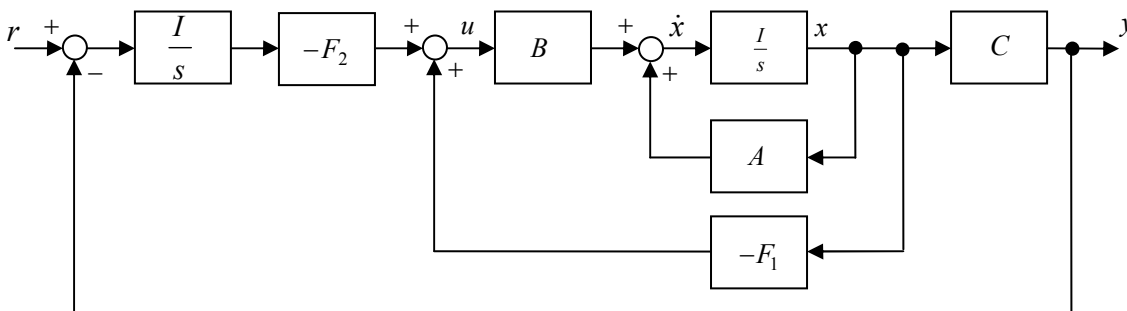 r + − I/s −F₂ + + u B + + ẋ I/s x C y
A
−F₁